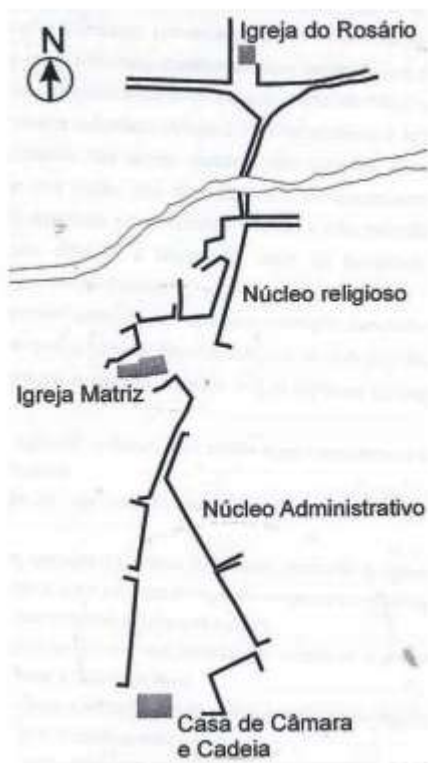 Igreja do Rosário
N
Núcleo religioso
Igreja Matriz
Núcleo Administrativo
Casa de Câmara
e Cadeia